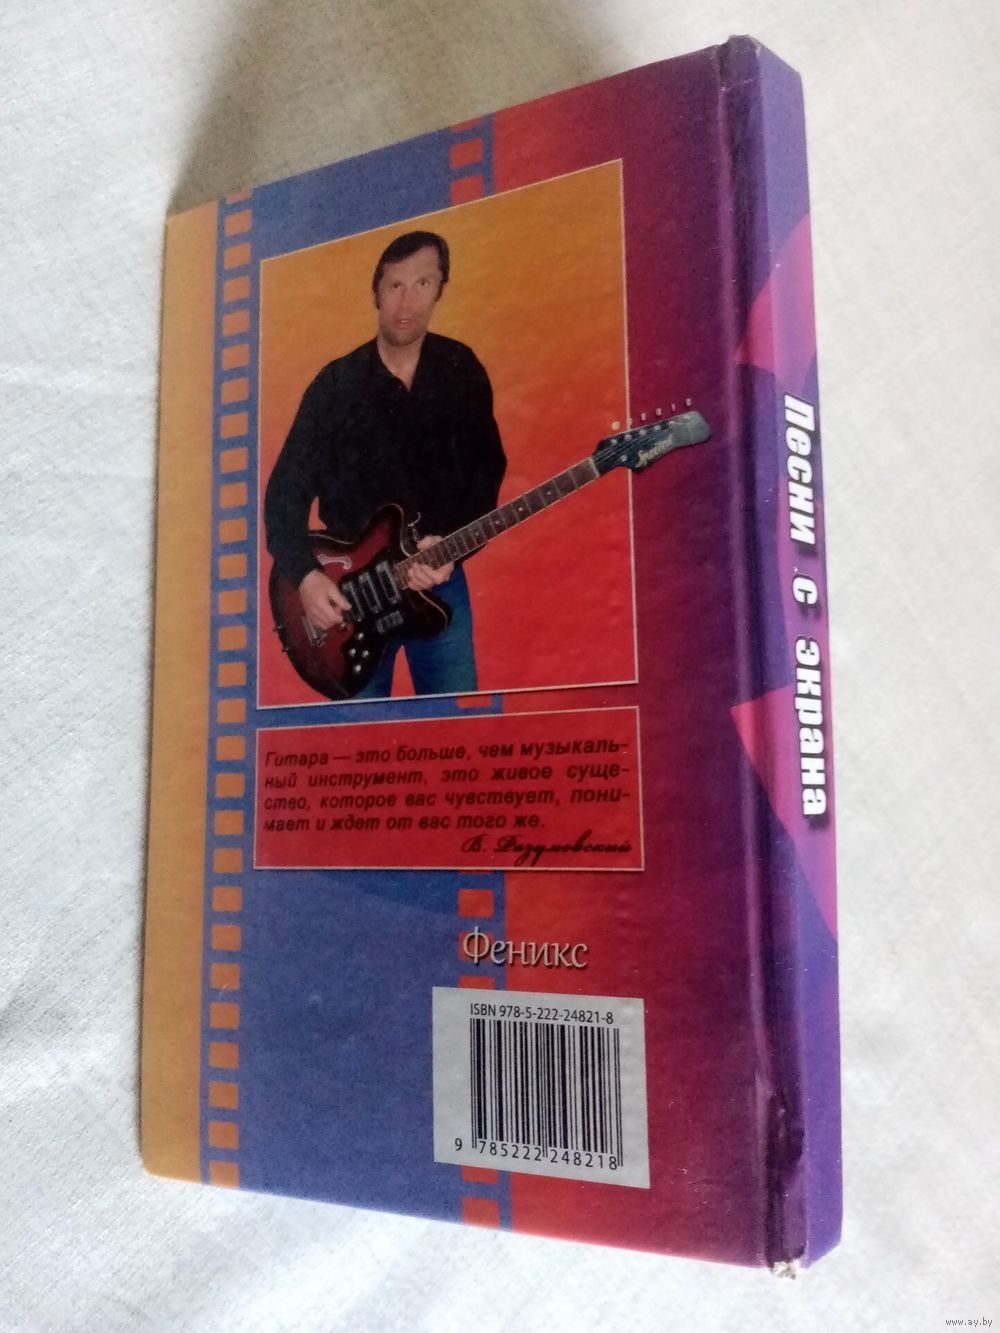 Песни с экрана
Гитара — это больше, чем музыкаль-
ный инструмент, это живое суще-
ство, которое вас чувствует, пони-
мает и ждет от вас того же.
В. Разумовский
Феникс
ISBN 978-5-222-24821-8
9 785222 248218
www.ay.by